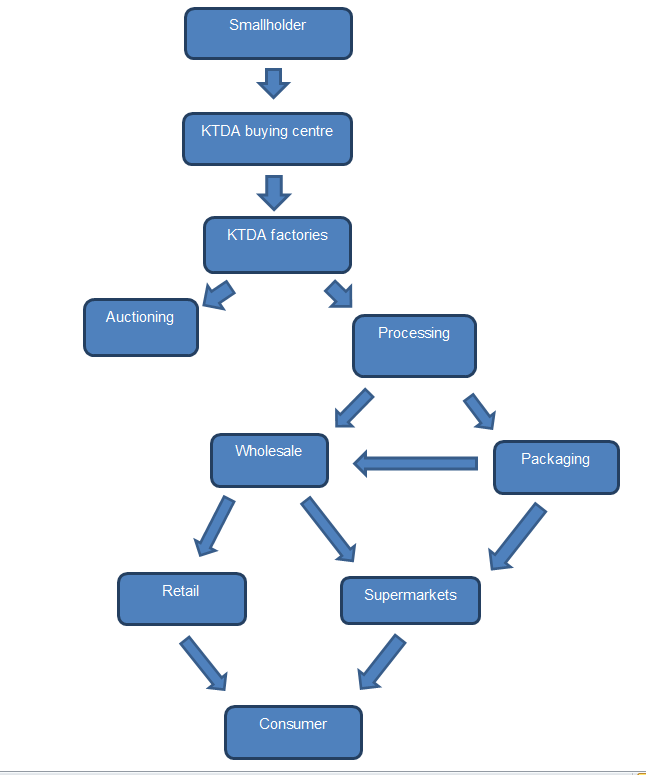 Smallholder
KTDA buying centre
KTDA factories
Auctioning
Processing
Wholesale
Packaging
Retail
Supermarkets
Consumer